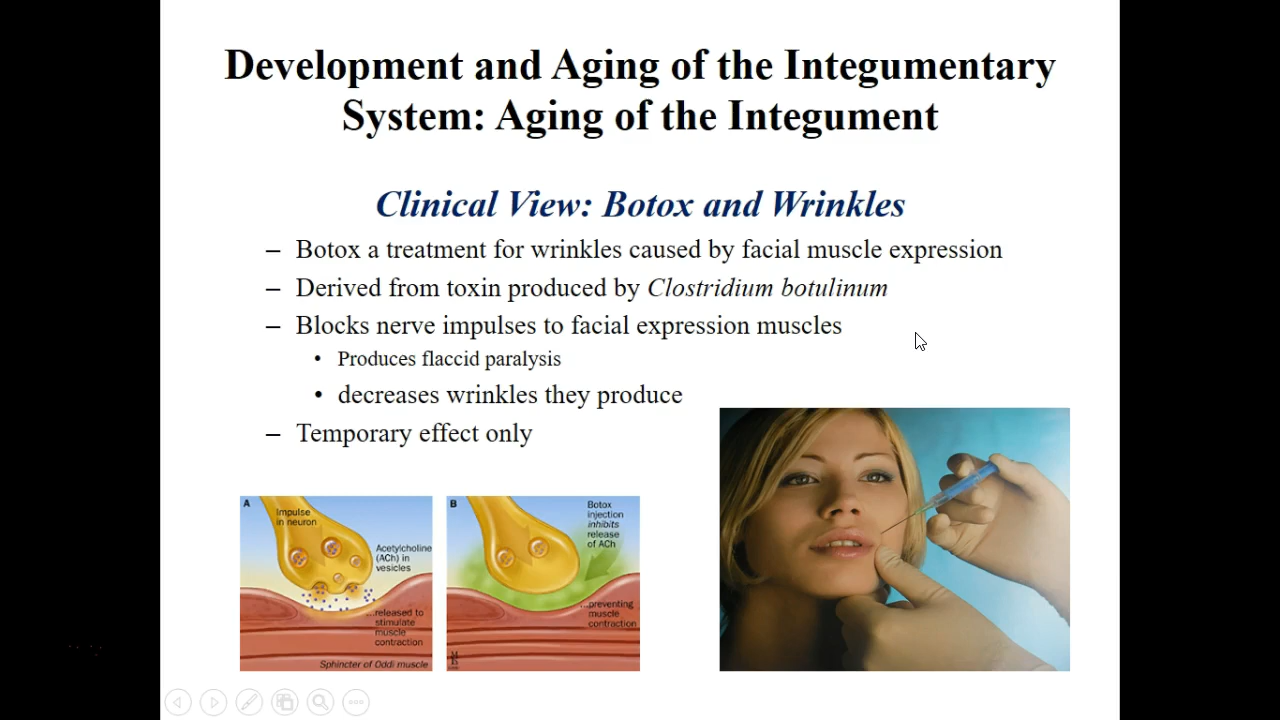 Development and Aging of the Integumentary
System: Aging of the Integument
Clinical View: Botox and Wrinkles
– Botox a treatment for wrinkles caused by facial muscle expression
– Derived from toxin produced by Clostridium botulinum
– Blocks nerve impulses to facial expression muscles
• Produces flaccid paralysis
• decreases wrinkles they produce
– Temporary effect only
A
Impulse
in neuron
Acetylcholine
(ACh) in
vesicles
...released to
stimulate
muscle
contraction
Sphincter of Oddi muscle
B
Botox
injection
inhibits
release
of ACh
...preventing
muscle
contraction